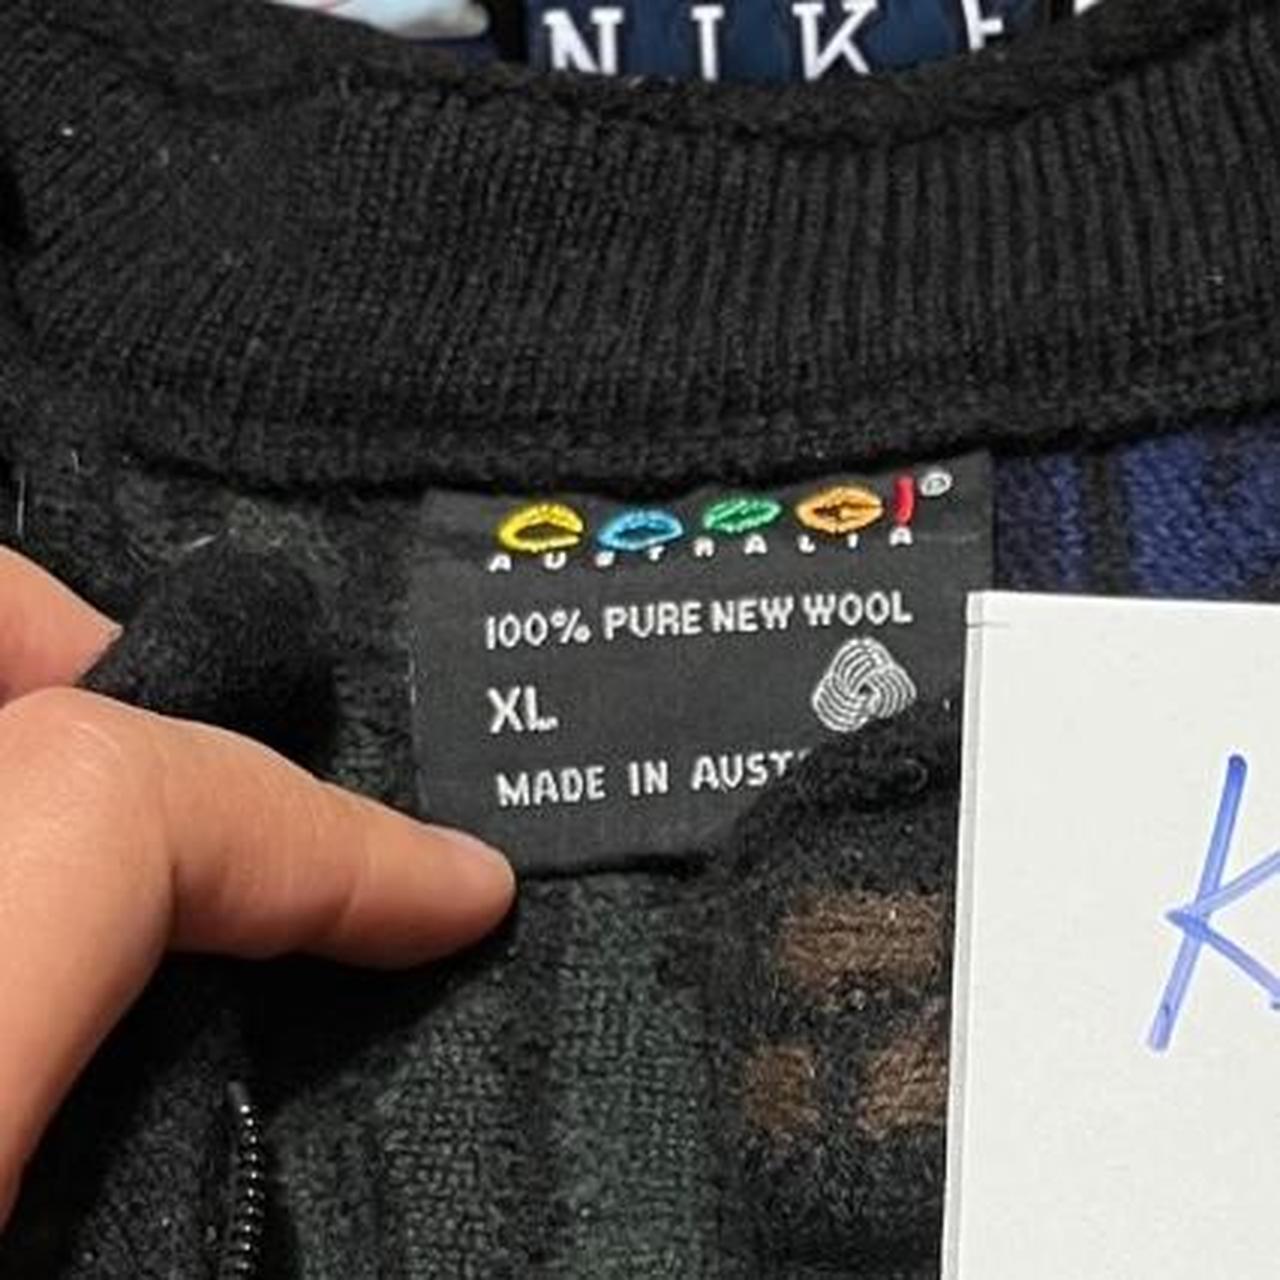 NIKE
AUSTRALIA
100% PURE NEW WOOL
XL
MADE IN AUST
K